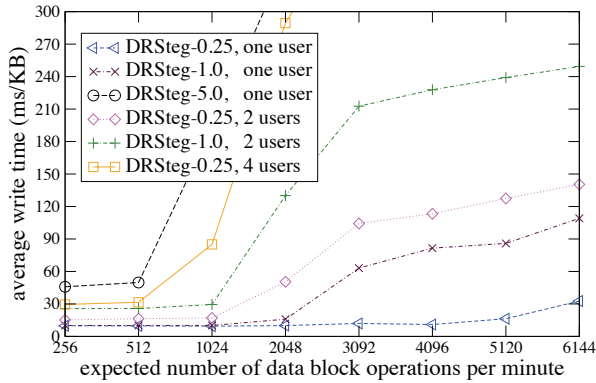 300
240
210
180
150
120
90
60
30
0
average write time (ms/KB)
DRSteg-0.25, one user
DRSteg-1.0, one user
DRSteg-5.0, one user
DRSteg-0.25, 2 users
DRSteg-1.0, 2 users
DRSteg-0.25, 4 users
256 512 1024 2048 3092 4096 5120 6144
expected number of data block operations per minute